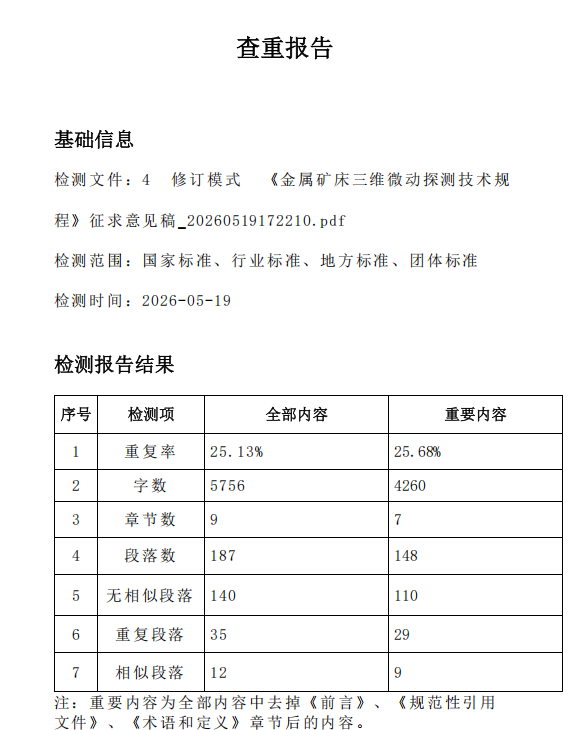 查重报告
基础信息
检测文件：4 修订模式 《金属矿床三维微动探测技术规
程》征求意见稿_20260519172210.pdf
检测范围：国家标准、行业标准、地方标准、团体标准
检测时间：2026-05-19
检测报告结果
序号 检测项 全部内容 重要内容
1 重复率 25.13% 25.68%
2 字数 5756 4260
3 章节数 9 7
4 段落数 187 148
5 无相似段落 140 110
6 重复段落 35 29
7 相似段落 12 9
注：重要内容为全部内容中去掉《前言》、《规范性引用
文件》、《术语和定义》章节后的内容。